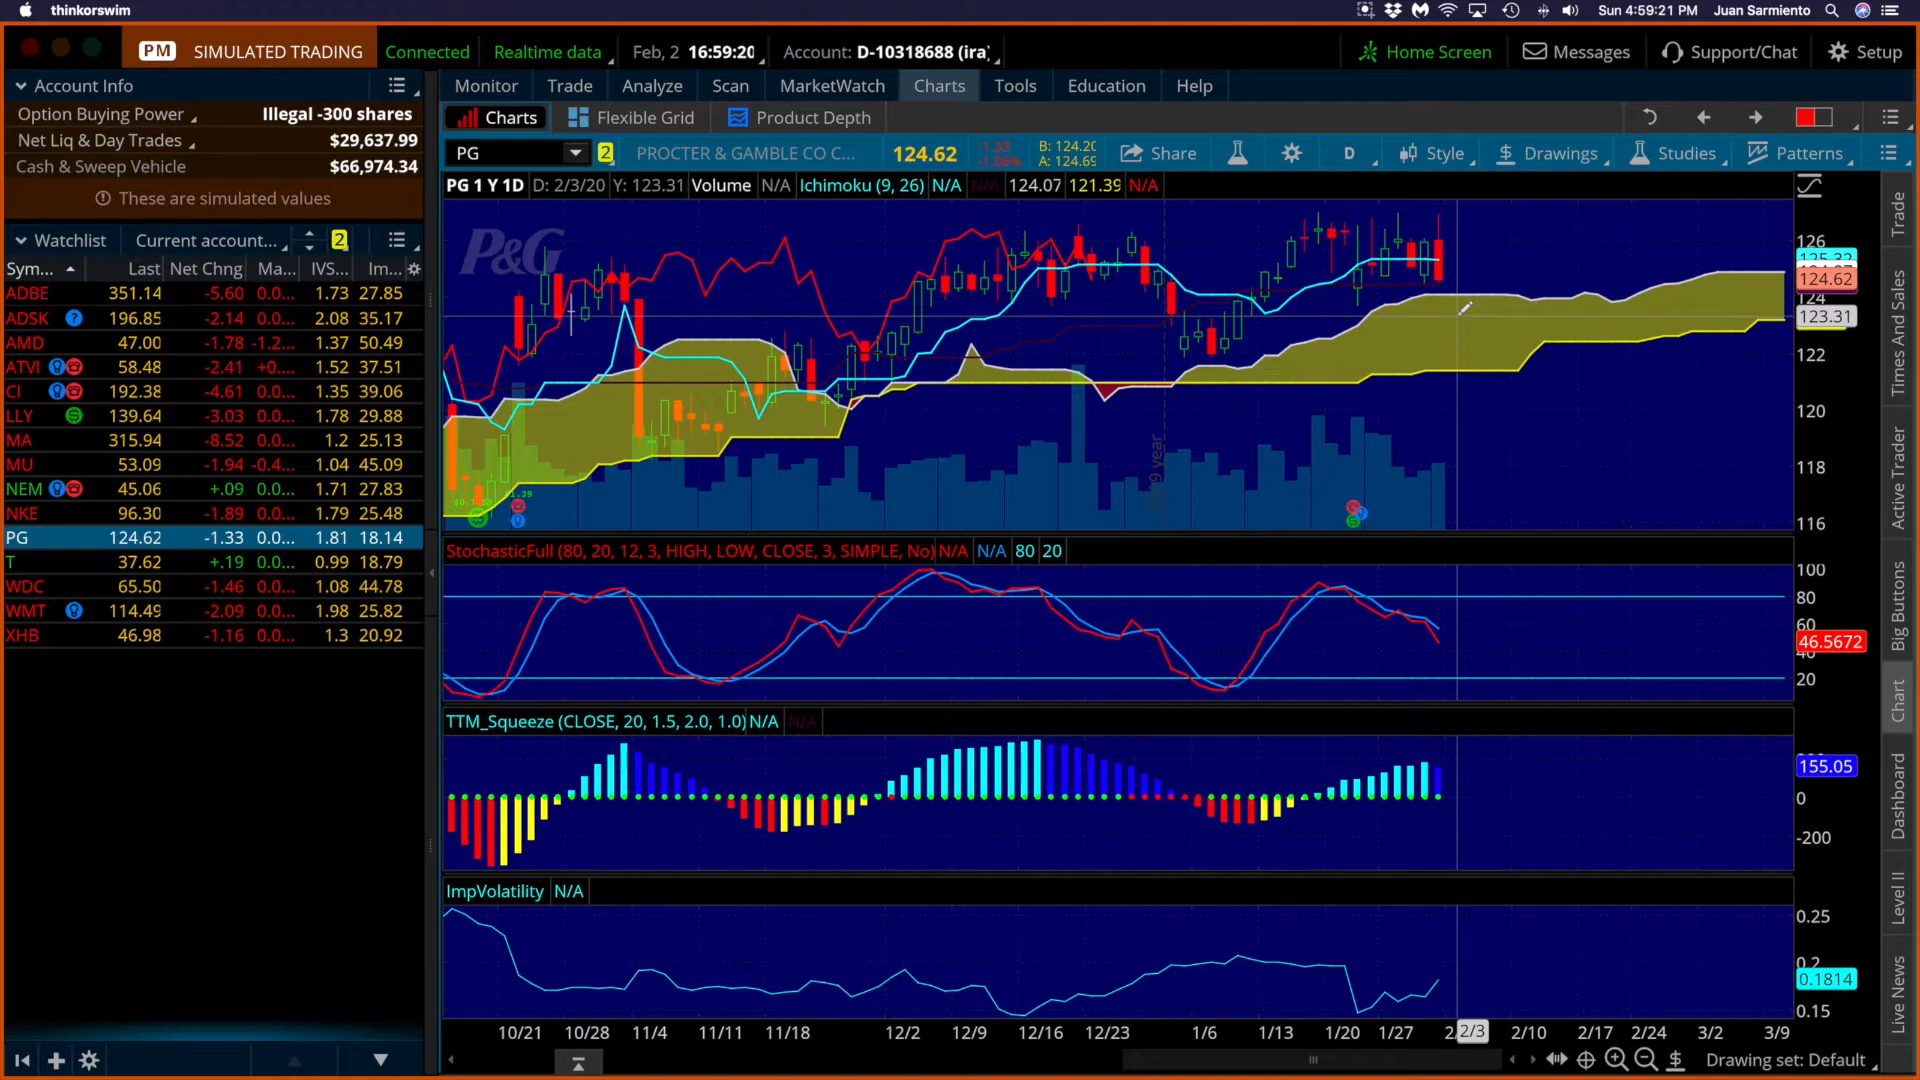 thinkorswim
Sun 4:59:21 PM Juan Sarmiento
PM SIMULATED TRADING Connected Realtime data Feb, 2 16:59:20 Account: D-10318688 (ira) Home Screen Messages Support/Chat Setup
Account Info
Option Buying Power Illegal -300 shares
Net Liq & Day Trades $29,637.99
Cash & Sweep Vehicle $66,974.34
These are simulated values
Watchlist Current account... 2
Sym... Last Net Chng Ma... IVS... Im...
ADBE 351.14 -5.60 0.0... 1.73 27.85
ADSK 196.85 -2.14 0.0... 2.08 35.17
AMD 47.00 -1.78 -1.2... 1.37 50.49
ATVI 58.48 -2.41 +0.... 1.52 37.51
CI 192.38 -4.61 0.0... 1.35 39.06
LLY 139.64 -3.03 0.0... 1.78 29.88
MA 315.94 -8.52 0.0... 1.2 25.13
MU 53.09 -1.94 -0.4... 1.04 45.09
NEM 45.06 +.09 0.0... 1.71 27.83
NKE 96.30 -1.89 0.0... 1.79 25.48
PG 124.62 -1.33 0.0... 1.81 18.14
T 37.62 +.19 0.0... 0.99 18.79
WDC 65.50 -1.46 0.0... 1.08 44.78
WMT 114.49 -2.09 0.0... 1.98 25.82
XHB 46.98 -1.16 0.0... 1.3 20.92
Monitor Trade Analyze Scan MarketWatch Charts Tools Education Help
Charts Flexible Grid Product Depth
PG 2 PROCTER & GAMBLE CO C... 124.62 -1.33 -1.06% B: 124.20 A: 124.69 Share D Style Drawings Studies Patterns
PG 1 Y 1D D: 2/3/20 Y: 123.31 Volume N/A Ichimoku (9, 26) N/A N/A 124.07 121.39 N/A
P&G
126
124.62
124
123.31
122
120
118
116
StochasticFull (80, 20, 12, 3, HIGH, LOW, CLOSE, 3, SIMPLE, No) N/A N/A 80 20
100
80
60
46.5672
20
TTM_Squeeze (CLOSE, 20, 1.5, 2.0, 1.0) N/A N/A
155.05
0
-200
ImpVolatility N/A
0.25
0.2
0.1814
0.15
10/21 10/28 11/4 11/11 11/18 12/2 12/9 12/16 12/23 1/6 1/13 1/20 1/27 2/3 2/10 2/17 2/24 3/2 3/9
Drawing set: Default
Trade
Times And Sales
Active Trader
Big Buttons
Chart
Dashboard
Level II
Live News